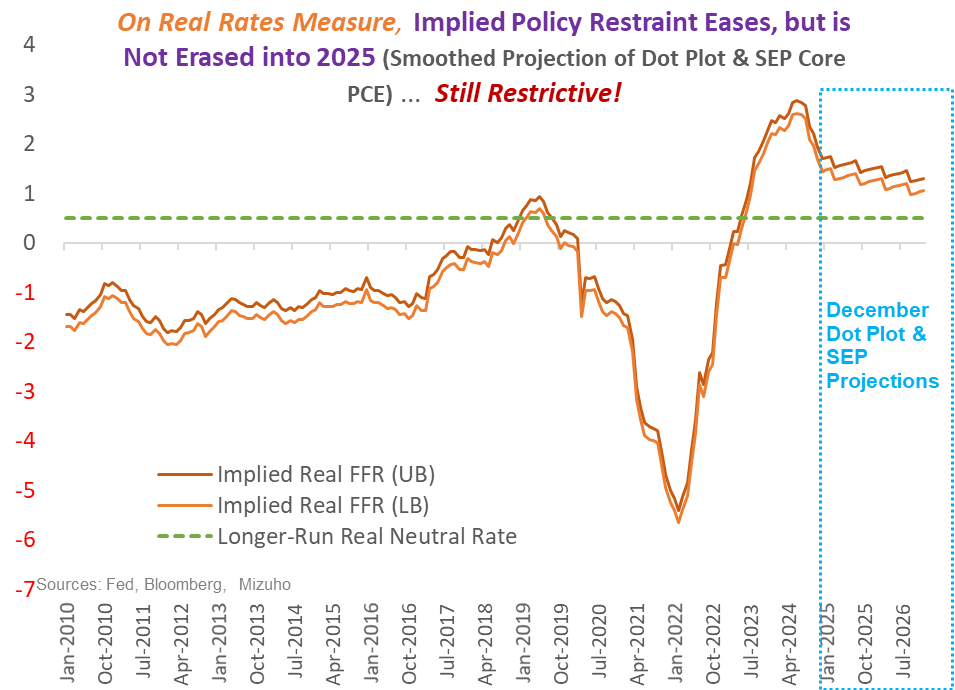 On Real Rates Measure, Implied Policy Restraint Eases, but is
Not Erased into 2025 (Smoothed Projection of Dot Plot & SEP Core
PCE) ... Still Restrictive!
4
3
2
1
0
-1
-2
-3
-4
-5
-6
-7
December
Dot Plot &
SEP
Projections
Implied Real FFR (UB)
Implied Real FFR (LB)
Longer-Run Real Neutral Rate
Sources: Fed, Bloomberg, Mizuho
Jan-2010
Oct-2010
Jul-2011
Apr-2012
Jan-2013
Oct-2013
Jul-2014
Apr-2015
Jan-2016
Oct-2016
Jul-2017
Apr-2018
Jan-2019
Oct-2019
Jul-2020
Apr-2021
Jan-2022
Oct-2022
Jul-2023
Apr-2024
Jan-2025
Oct-2025
Jul-2026